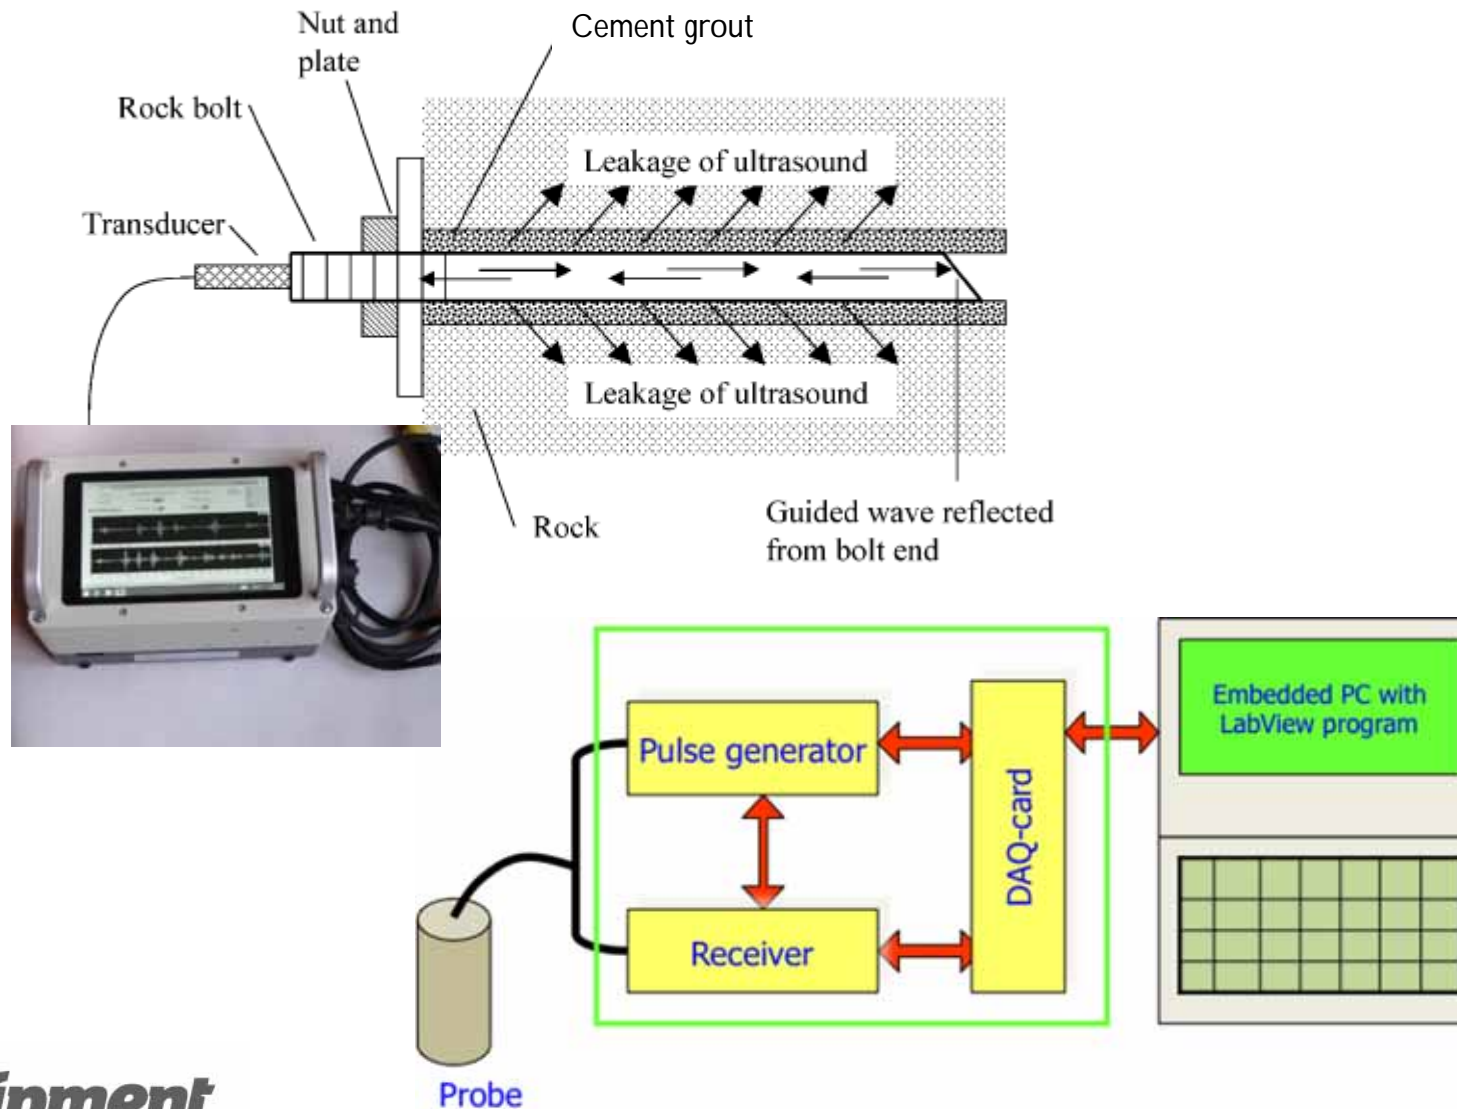 Nut and
plate
Cement grout
Rock bolt
Leakage of ultrasound
Transducer
Leakage of ultrasound
Rock
Guided wave reflected
from bolt end
Embedded PC with
LabView program
Pulse generator
DAQ-card
Receiver
Probe